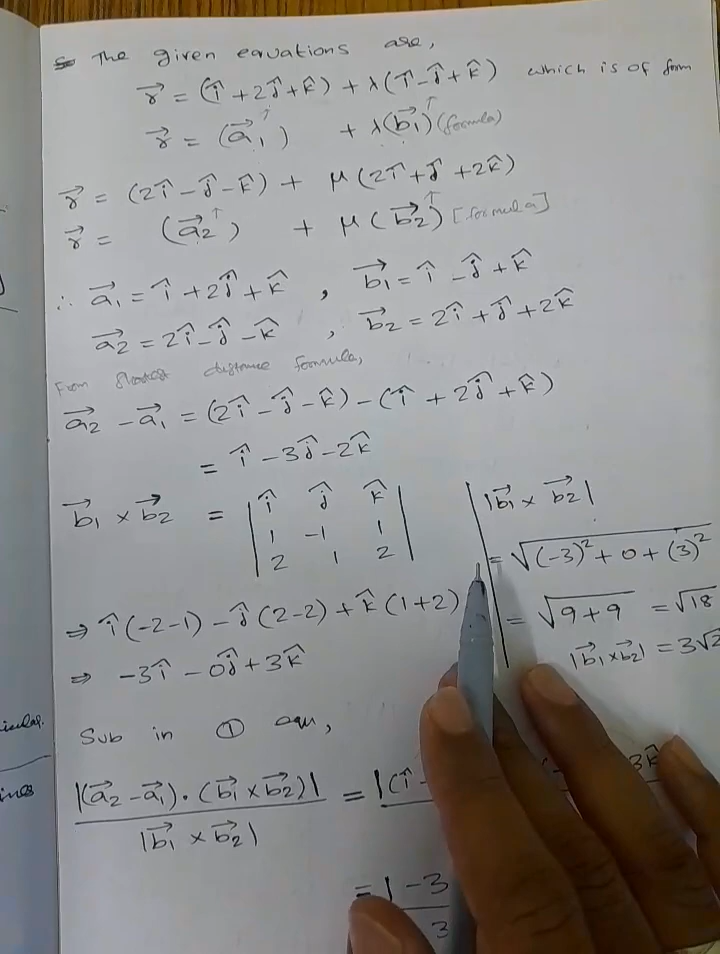 The given equations are,
r⃗ = (î + 2ĵ + k̂) + λ(î - ĵ + k̂) which is of form
r⃗ = (a⃗₁) + λ(b⃗₁) (formula)
r⃗ = (2î - ĵ - k̂) + μ(2î + ĵ + 2k̂)
r⃗ = (a⃗₂) + μ(b⃗₂) [formula]
∴ a⃗₁ = î + 2ĵ + k̂ , b⃗₁ = î - ĵ + k̂
a⃗₂ = 2î - ĵ - k̂ , b⃗₂ = 2î + ĵ + 2k̂
From distance formula,
a⃗₂ - a⃗₁ = (2î - ĵ - k̂) - (î + 2ĵ + k̂)
= î - 3ĵ - 2k̂
b⃗₁ × b⃗₂ = | î ĵ k̂ |
| 1 -1 1 |
| 2 1 2 |
⇒ î(-2-1) - ĵ(2-2) + k̂(1+2)
⇒ -3î - 0ĵ + 3k̂
|b⃗₁ × b⃗₂|
= √((-3)² + 0 + (3)²)
= √(9+9) = √18
|b⃗₁ × b⃗₂| = 3√2
Sub in ① equ,
|(a⃗₂ - a⃗₁) · (b⃗₁ × b⃗₂)| / |b⃗₁ × b⃗₂| = |(î - 3k̂
= | -3
3